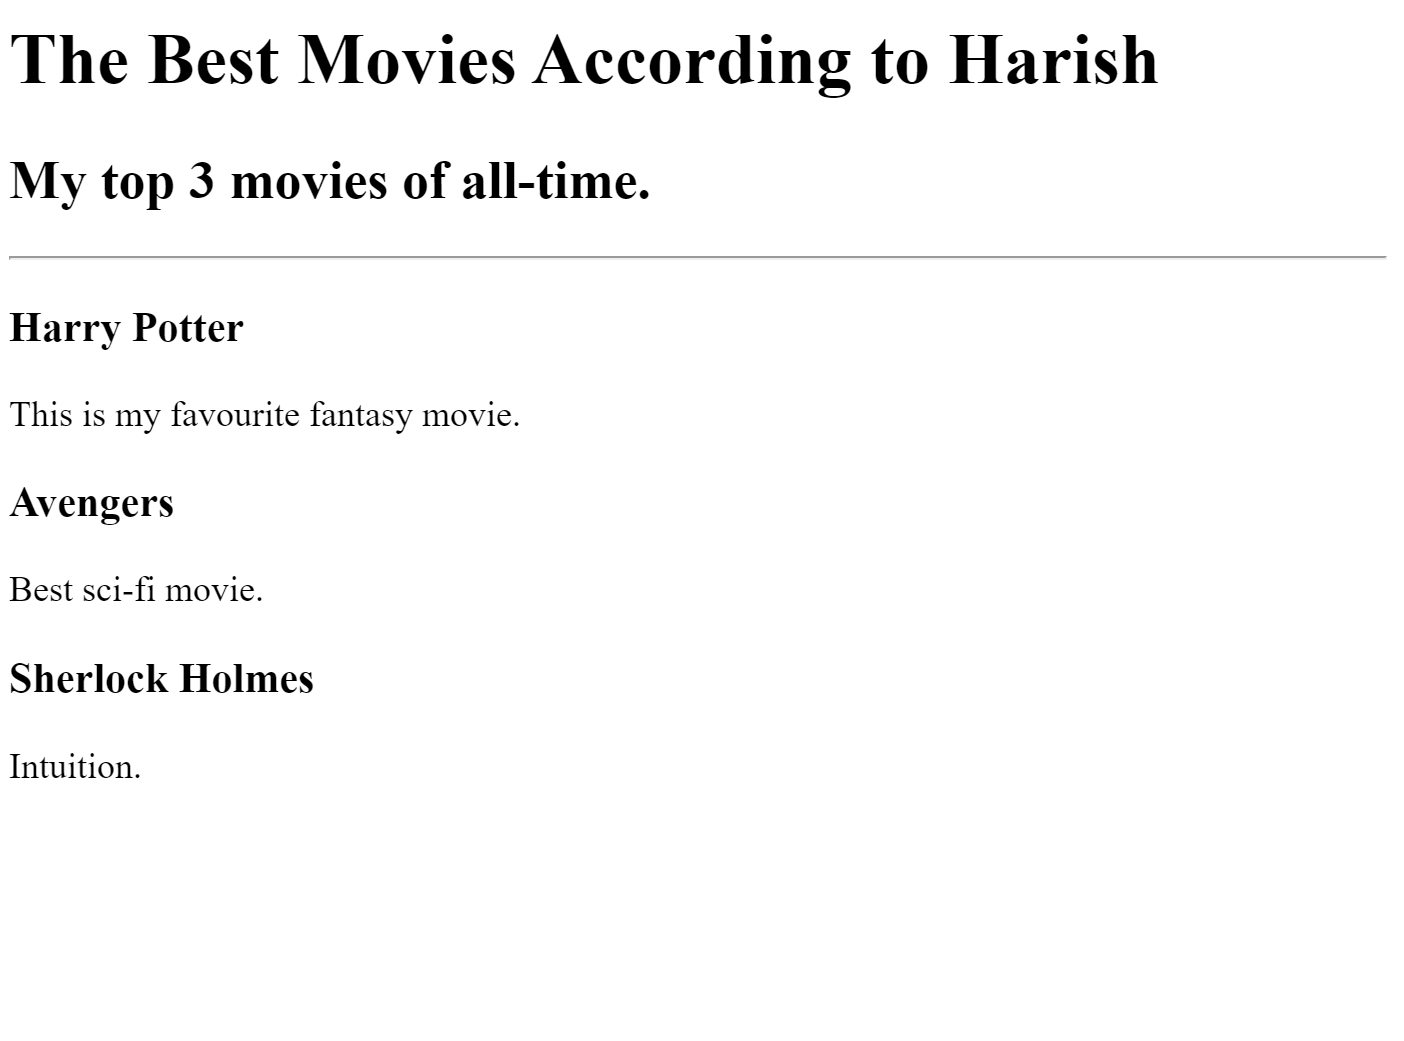 The Best Movies According to Harish
My top 3 movies of all-time.
Harry Potter
This is my favourite fantasy movie.
Avengers
Best sci-fi movie.
Sherlock Holmes
Intuition.